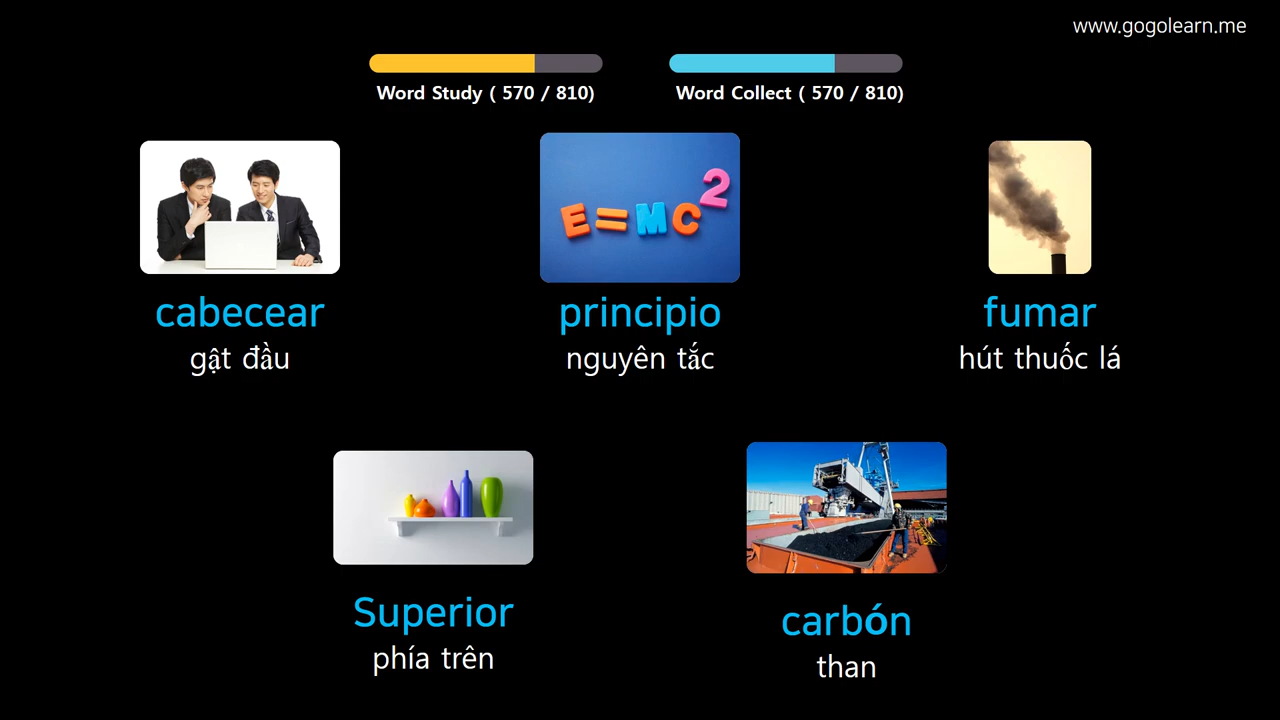 www.gogolearn.me
Word Study ( 570 / 810)
Word Collect ( 570 / 810)
E=MC2
cabecear
gật đầu
principio
nguyên tắc
fumar
hút thuốc lá
Superior
phía trên
carbón
than